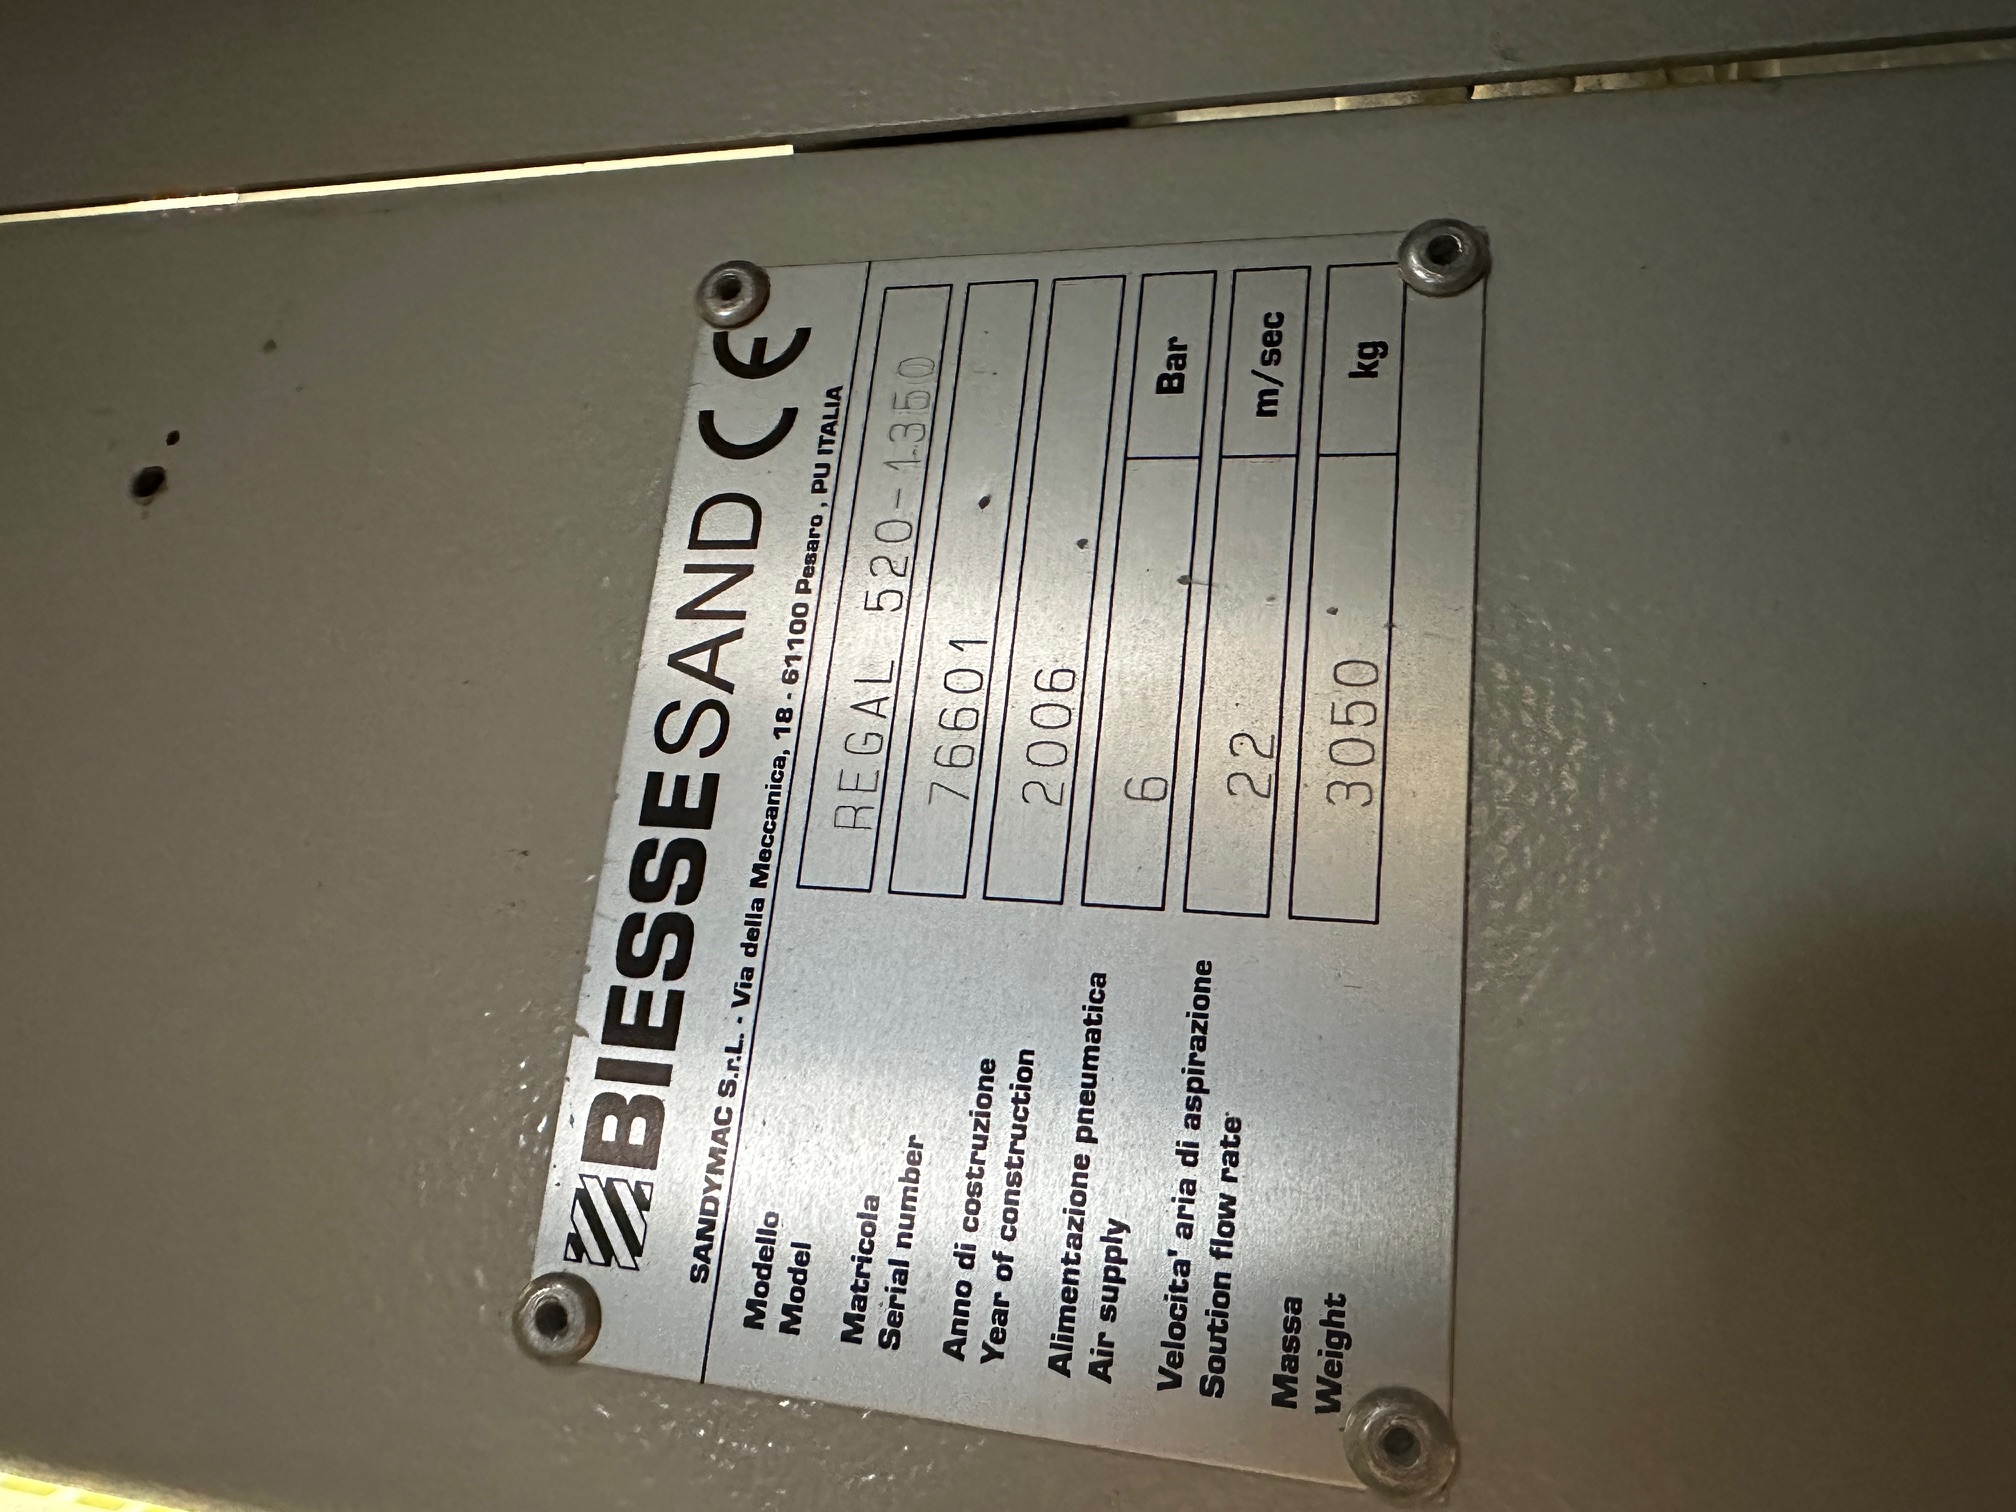 BIESSESAND CE
SANDYMAC S.r.L. - Via della Meccanica, 18 - 61100 Pesaro , PU ITALIA
Modello
Model
REGAL 520-1350
Matricola
Serial number
76601
Anno di costruzione
Year of construction
2006
Alimentazione pneumatica
Air supply
6 Bar
Velocita' aria di aspirazione
Soution flow rate
22 m/sec
Massa
Weight
3050 kg